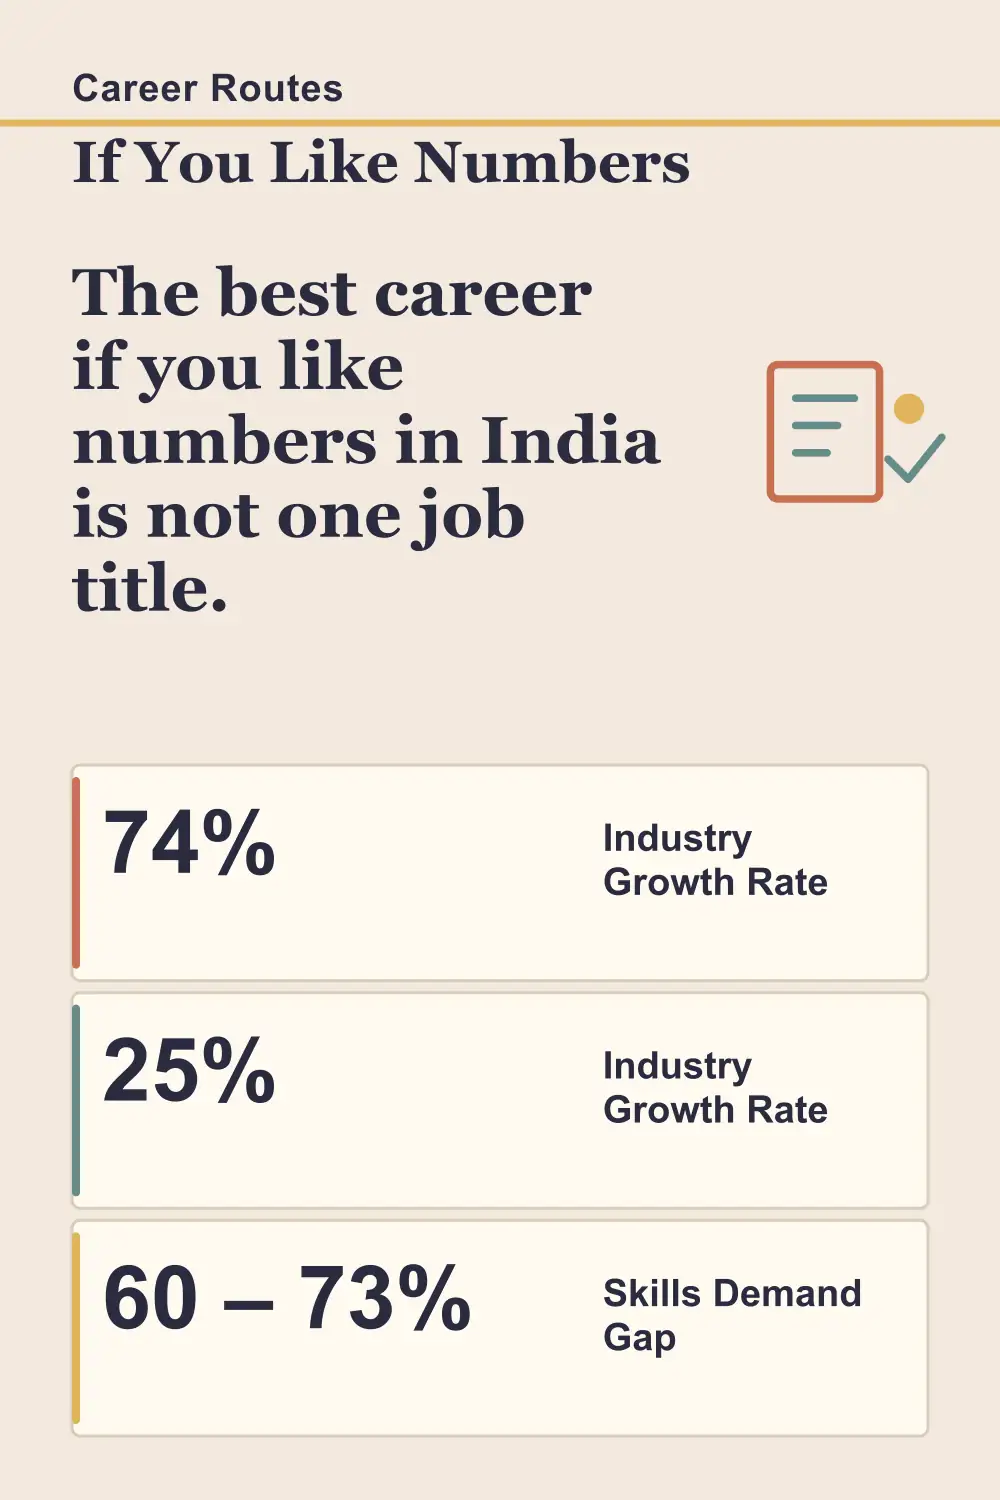 Career Routes
If You Like Numbers
The best career
if you like
numbers in India
is not one job
title.
74%
Industry
Growth Rate
25%
Industry
Growth Rate
60 – 73%
Skills Demand
Gap